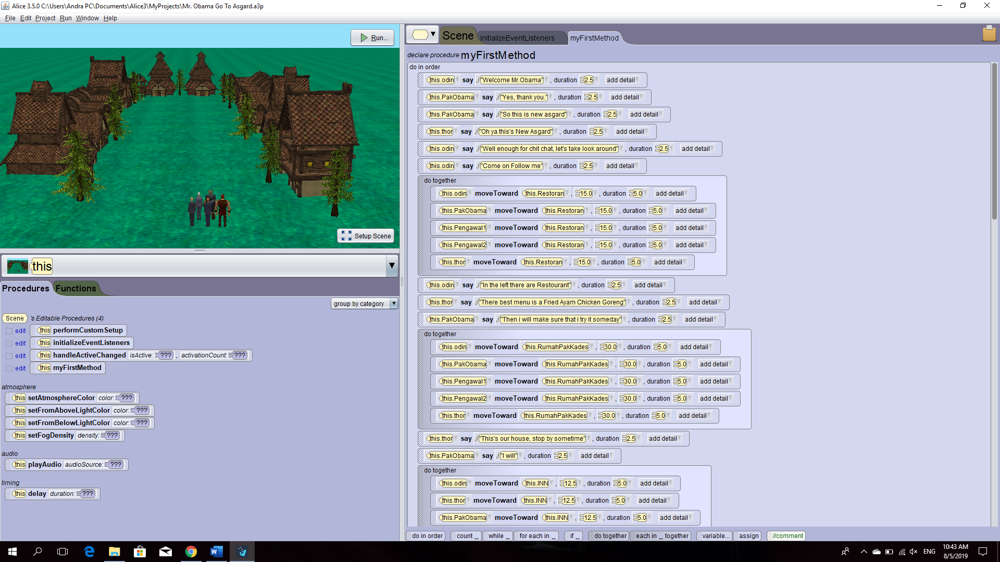 Alice 3.5.0 C:\Users\Andra PC\Documents\Alice3\MyProjects\Mr. Obama Go To Asgard.a3p
File Edit Project Run Window Help
Run...
Setup Scene
this
Procedures Functions
group by category
Scene 's Editable Procedures (4)
edit this performCustomSetup
edit this initializeEventListeners
edit this handleActiveChanged isActive: ??? , activationCount: ???
edit this myFirstMethod
atmosphere
this setAtmosphereColor color: ???
this setFromAboveLightColor color: ???
this setFromBelowLightColor color: ???
this setFogDensity density: ???
audio
this playAudio audioSource: ???
timing
this delay duration: ???
Scene initializeEventListeners myFirstMethod
declare procedure myFirstMethod
do in order
this.odin say "Welcome Mr.Obama" , duration 2.5 add detail
this.PakObama say "Yes, thank you." , duration 2.5 add detail
this.PakObama say "So this is new asgard" , duration 2.5 add detail
this.thor say "Oh ya this's New Asgard" , duration 2.5 add detail
this.odin say "Well enough for chit chat, let's take look around" , duration 2.5 add detail
this.odin say "Come on Follow me" , duration 2.5 add detail
do together
this.odin moveToward this.Restoran , 15.0 , duration 5.0 add detail
this.PakObama moveToward this.Restoran , 15.0 , duration 5.0 add detail
this.Pengawal1 moveToward this.Restoran , 15.0 , duration 5.0 add detail
this.Pengawal2 moveToward this.Restoran , 15.0 , duration 5.0 add detail
this.thor moveToward this.Restoran , 15.0 , duration 5.0 add detail
this.odin say "In the left there are Restourant" , duration 2.5 add detail
this.thor say "There best menu is a Fried Ayam Chicken Goreng" , duration 2.5 add detail
this.PakObama say "Then i will make sure that i try it someday" , duration 2.5 add detail
do together
this.odin moveToward this.RumahPakKades , 30.0 , duration 5.0 add detail
this.PakObama moveToward this.RumahPakKades , 30.0 , duration 5.0 add detail
this.Pengawal1 moveToward this.RumahPakKades , 30.0 , duration 5.0 add detail
this.Pengawal2 moveToward this.RumahPakKades , 30.0 , duration 5.0 add detail
this.thor moveToward this.RumahPakKades , 30.0 , duration 5.0 add detail
this.thor say "This's our house, stop by sometime" , duration 2.5 add detail
this.PakObama say "I will" , duration 2.5 add detail
do together
this.odin moveToward this.INN , 12.5 , duration 5.0 add detail
this.thor moveToward this.INN , 12.5 , duration 5.0 add detail
this.PakObama moveToward this.INN , 12.5 , duration 5.0 add detail
do in order count _ while _ for each in _ if _ do together each in _ together variable... assign //comment
ENG 10:43 AM
8/5/2019